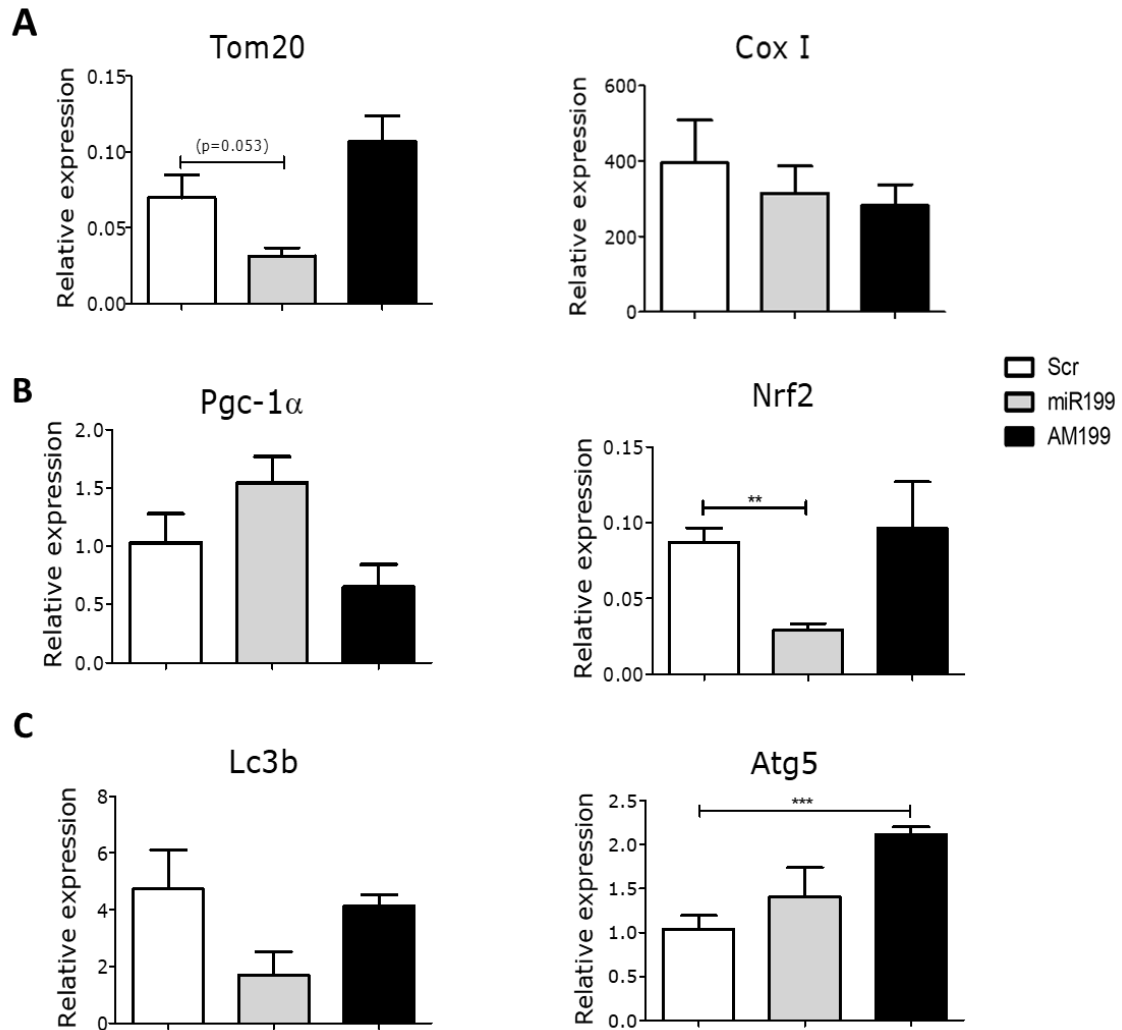 A
Tom20
Relative expression
0.15
0.10
0.05
0.00
(p=0.053)
Cox I
Relative expression
600
400
200
0
Scr
miR199
AM199
B
Pgc-1α
Relative expression
2.0
1.5
1.0
0.5
0.0
Nrf2
Relative expression
0.15
0.10
0.05
0.00
**
C
Lc3b
Relative expression
8
6
4
2
0
Atg5
Relative expression
2.5
2.0
1.5
1.0
0.5
0.0
***